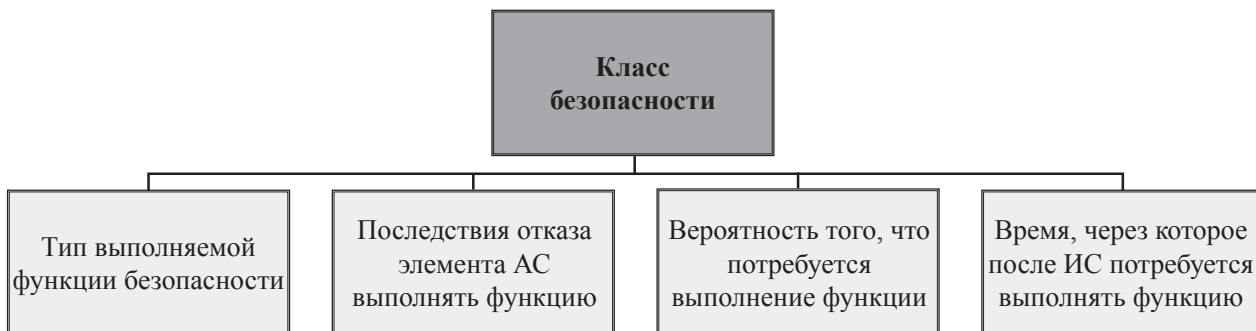 Класс
безопасности
Тип выполняемой
функции безопасности
Последствия отказа
элемента АС
выполнять функцию
Вероятность того, что
потребуется
выполнение функции
Время, через которое
после ИС потребуется
выполнять функцию